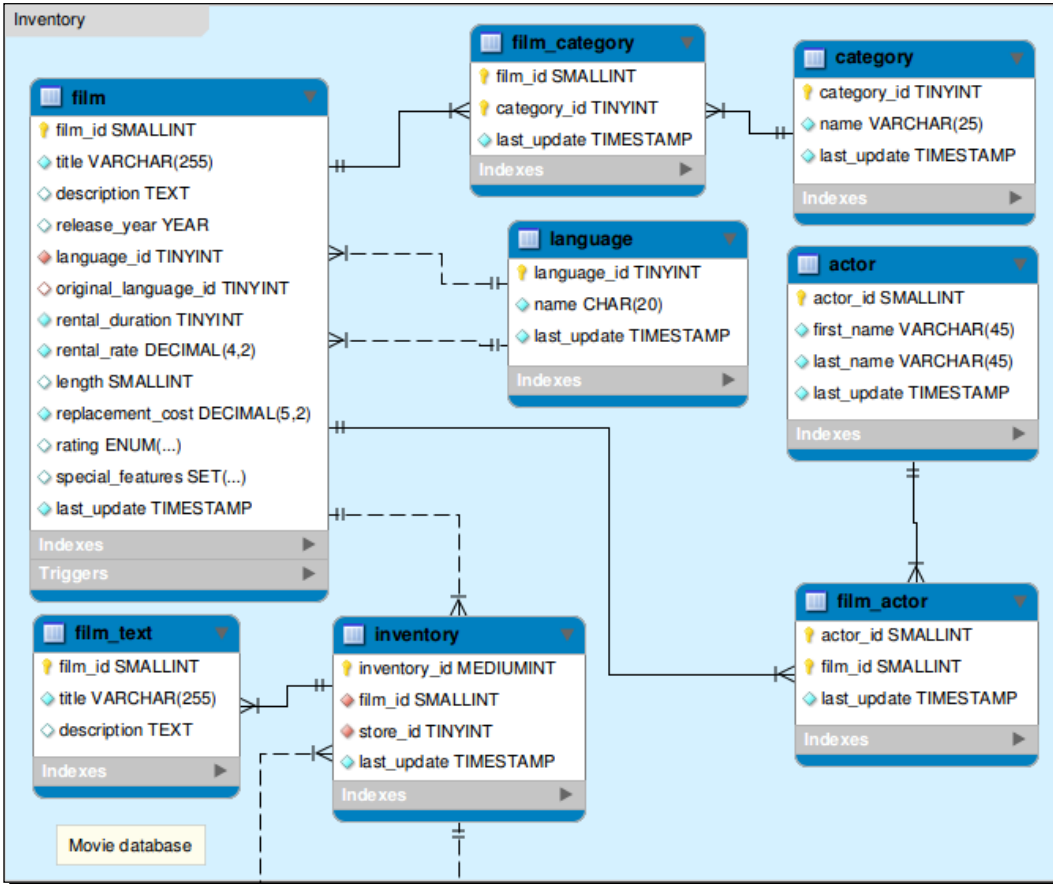 Inventory
film
film_id SMALLINT
title VARCHAR(255)
description TEXT
release_year YEAR
language_id TINYINT
original_language_id TINYINT
rental_duration TINYINT
rental_rate DECIMAL(4,2)
length SMALLINT
replacement_cost DECIMAL(5,2)
rating ENUM(...)
special_features SET(...)
last_update TIMESTAMP
Indexes
Triggers
film_category
film_id SMALLINT
category_id TINYINT
last_update TIMESTAMP
Indexes
category
category_id TINYINT
name VARCHAR(25)
last_update TIMESTAMP
Indexes
language
language_id TINYINT
name CHAR(20)
last_update TIMESTAMP
Indexes
actor
actor_id SMALLINT
first_name VARCHAR(45)
last_name VARCHAR(45)
last_update TIMESTAMP
Indexes
film_text
film_id SMALLINT
title VARCHAR(255)
description TEXT
Indexes
inventory
inventory_id MEDIUMINT
film_id SMALLINT
store_id TINYINT
last_update TIMESTAMP
Indexes
film_actor
actor_id SMALLINT
film_id SMALLINT
last_update TIMESTAMP
Indexes
Movie database